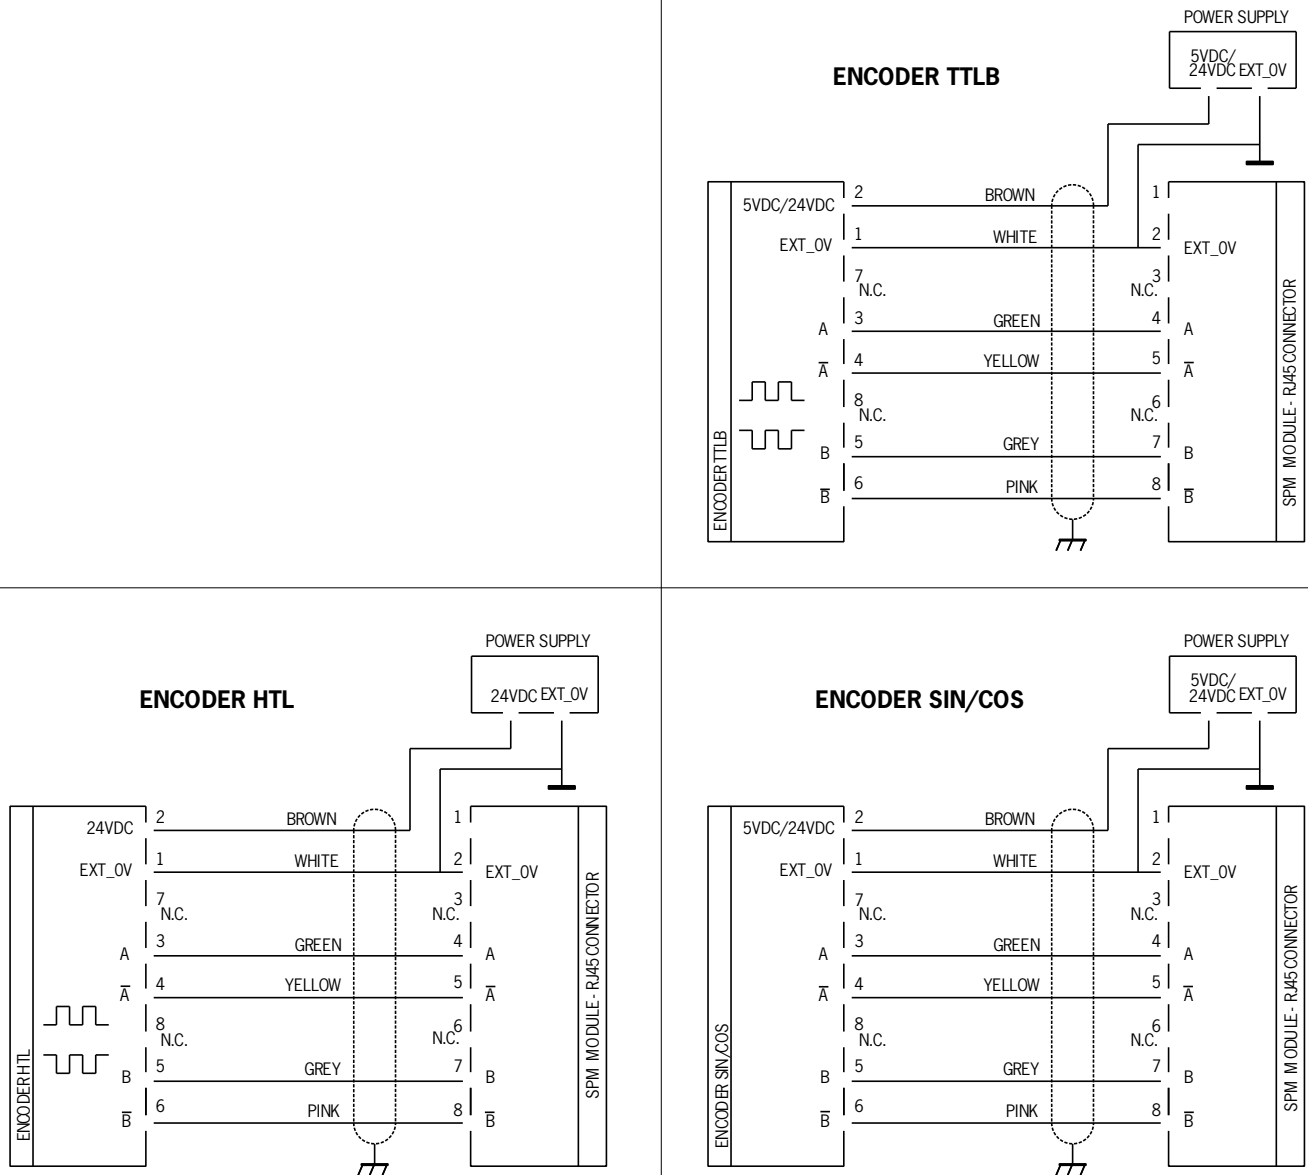 POWER SUPPLY
5VDC/
24VDC EXT_0V
ENCODER TTLB
5VDC/24VDC 2 BROWN 1
EXT_0V 1 WHITE 2 EXT_0V
7 3
N.C. N.C.
A 3 GREEN 4 A
A̅ 4 YELLOW 5 A̅
8 6
N.C. N.C.
B 5 GREY 7 B
B̅ 6 PINK 8 B̅
ENCODER TTLB
SPM MODULE - RJ45 CONNECTOR
POWER SUPPLY
24VDC EXT_0V
ENCODER HTL
24VDC 2 BROWN 1
EXT_0V 1 WHITE 2 EXT_0V
7 3
N.C. N.C.
A 3 GREEN 4 A
A̅ 4 YELLOW 5 A̅
8 6
N.C. N.C.
B 5 GREY 7 B
B̅ 6 PINK 8 B̅
ENCODER HTL
SPM MODULE - RJ45 CONNECTOR
POWER SUPPLY
5VDC/
24VDC EXT_0V
ENCODER SIN/COS
5VDC/24VDC 2 BROWN 1
EXT_0V 1 WHITE 2 EXT_0V
7 3
N.C. N.C.
A 3 GREEN 4 A
A̅ 4 YELLOW 5 A̅
8 6
N.C. N.C.
B 5 GREY 7 B
B̅ 6 PINK 8 B̅
ENCODER SIN/COS
SPM MODULE - RJ45 CONNECTOR